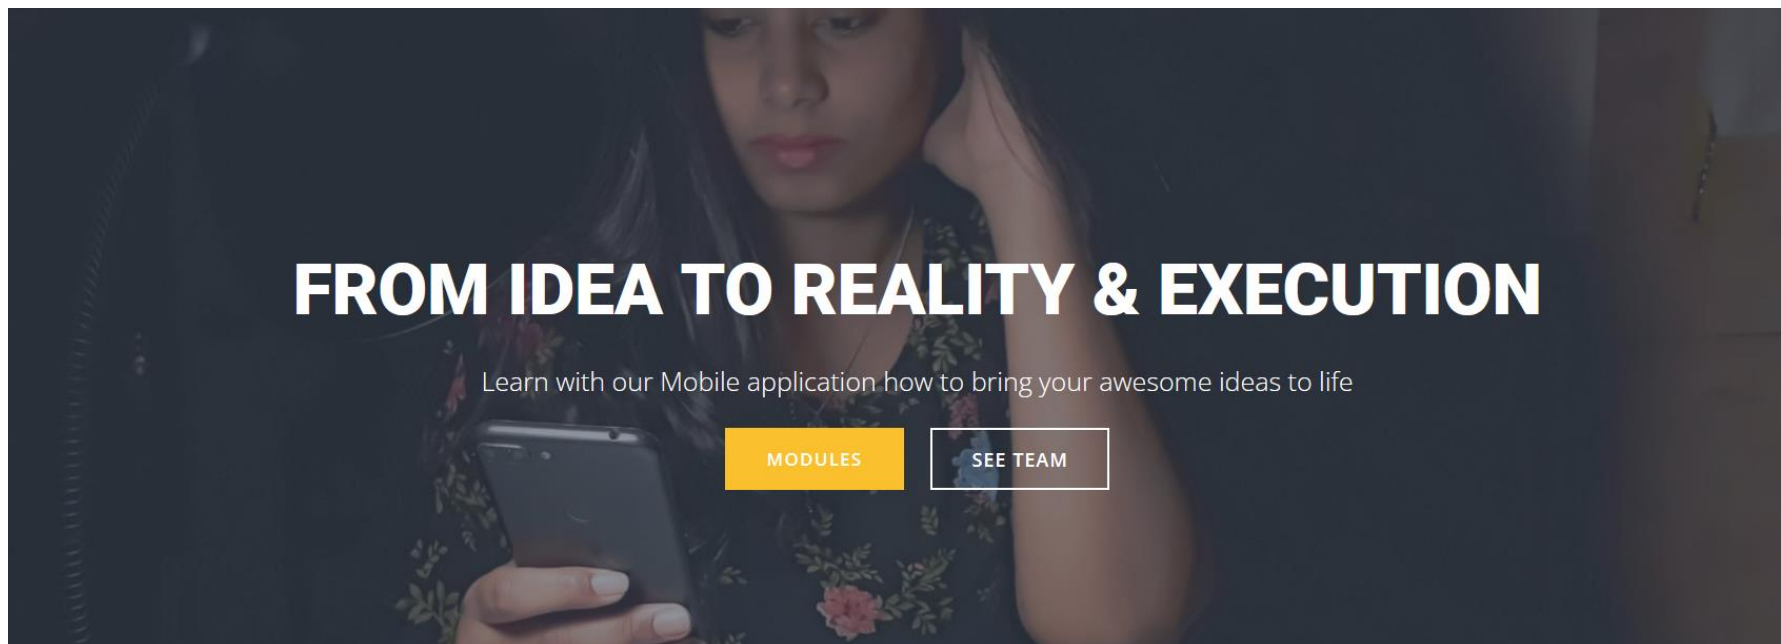 FROM IDEA TO REALITY & EXECUTION
Learn with our Mobile application how to bring your awesome ideas to life
MODULES
SEE TEAM